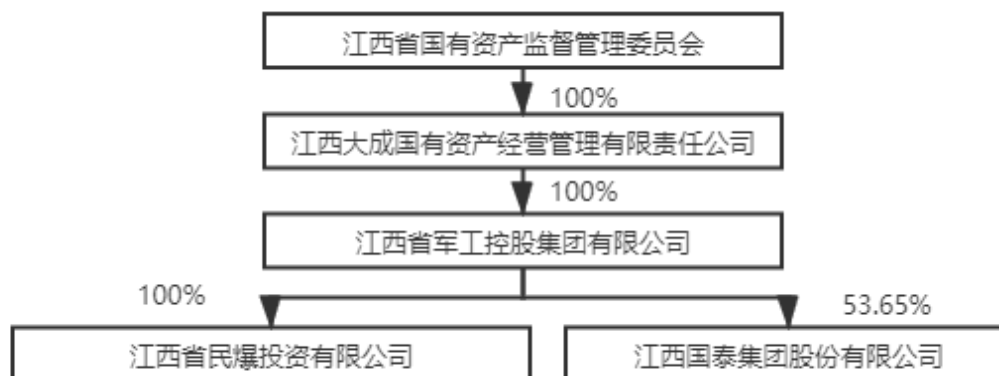 江西省国有资产监督管理委员会
100%
江西大成国有资产经营管理有限责任公司
100%
江西省军工控股集团有限公司
100%
53.65%
江西省民爆投资有限公司
江西国泰集团股份有限公司